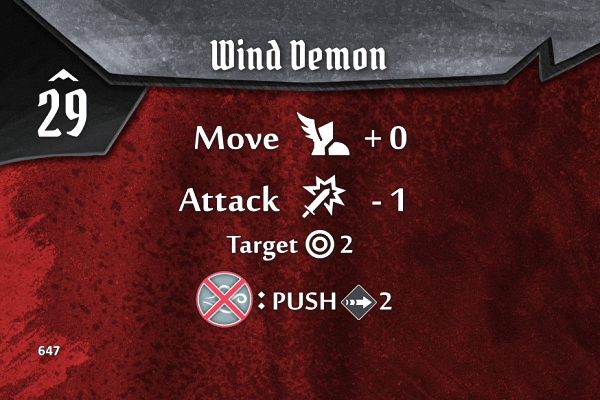 Wind Demon
29
Move + 0
Attack - 1
Target 2
: PUSH 2
647